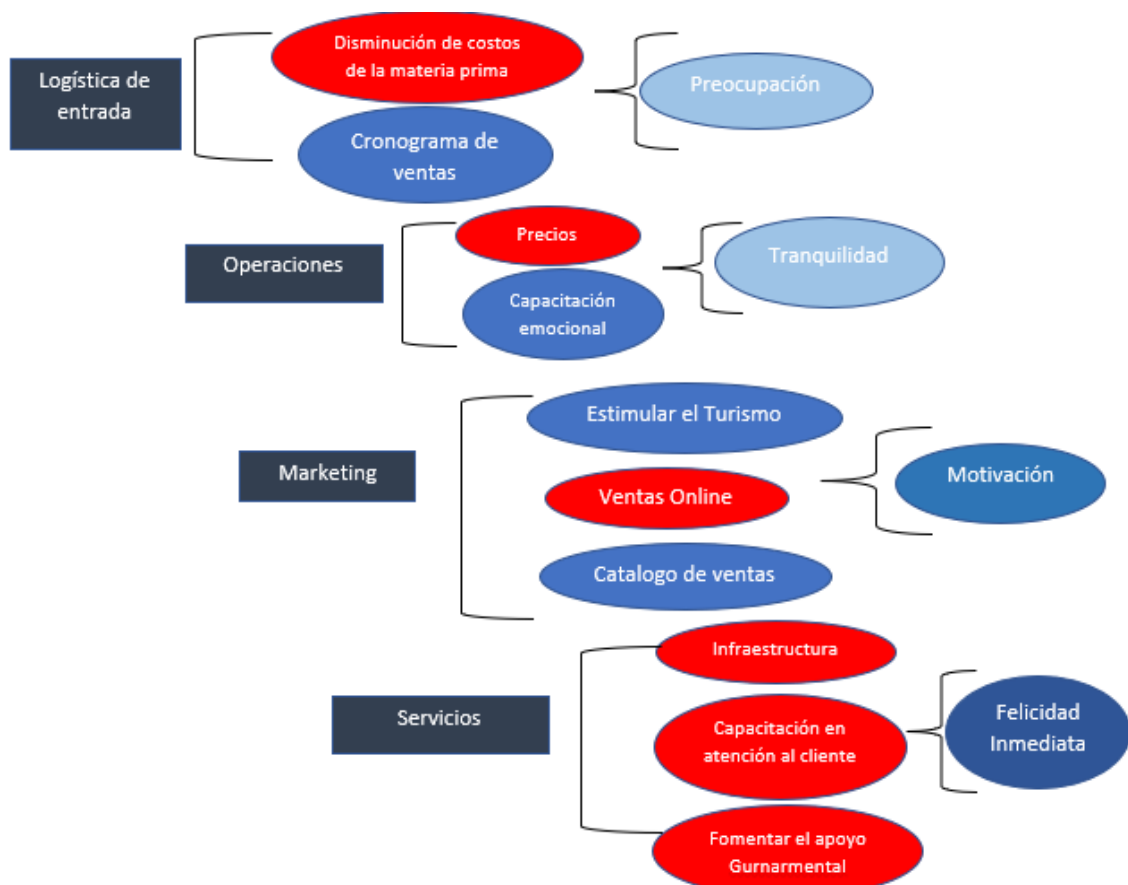 Logística de
entrada
Disminución de costos
de la materia prima
Cronograma de
ventas
Preocupación
Operaciones
Precios
Capacitación
emocional
Tranquilidad
Marketing
Estimular el Turismo
Ventas Online
Catalogo de ventas
Motivación
Servicios
Infraestructura
Capacitación en
atención al cliente
Fomentar el apoyo
Gurnarmental
Felicidad
Inmediata